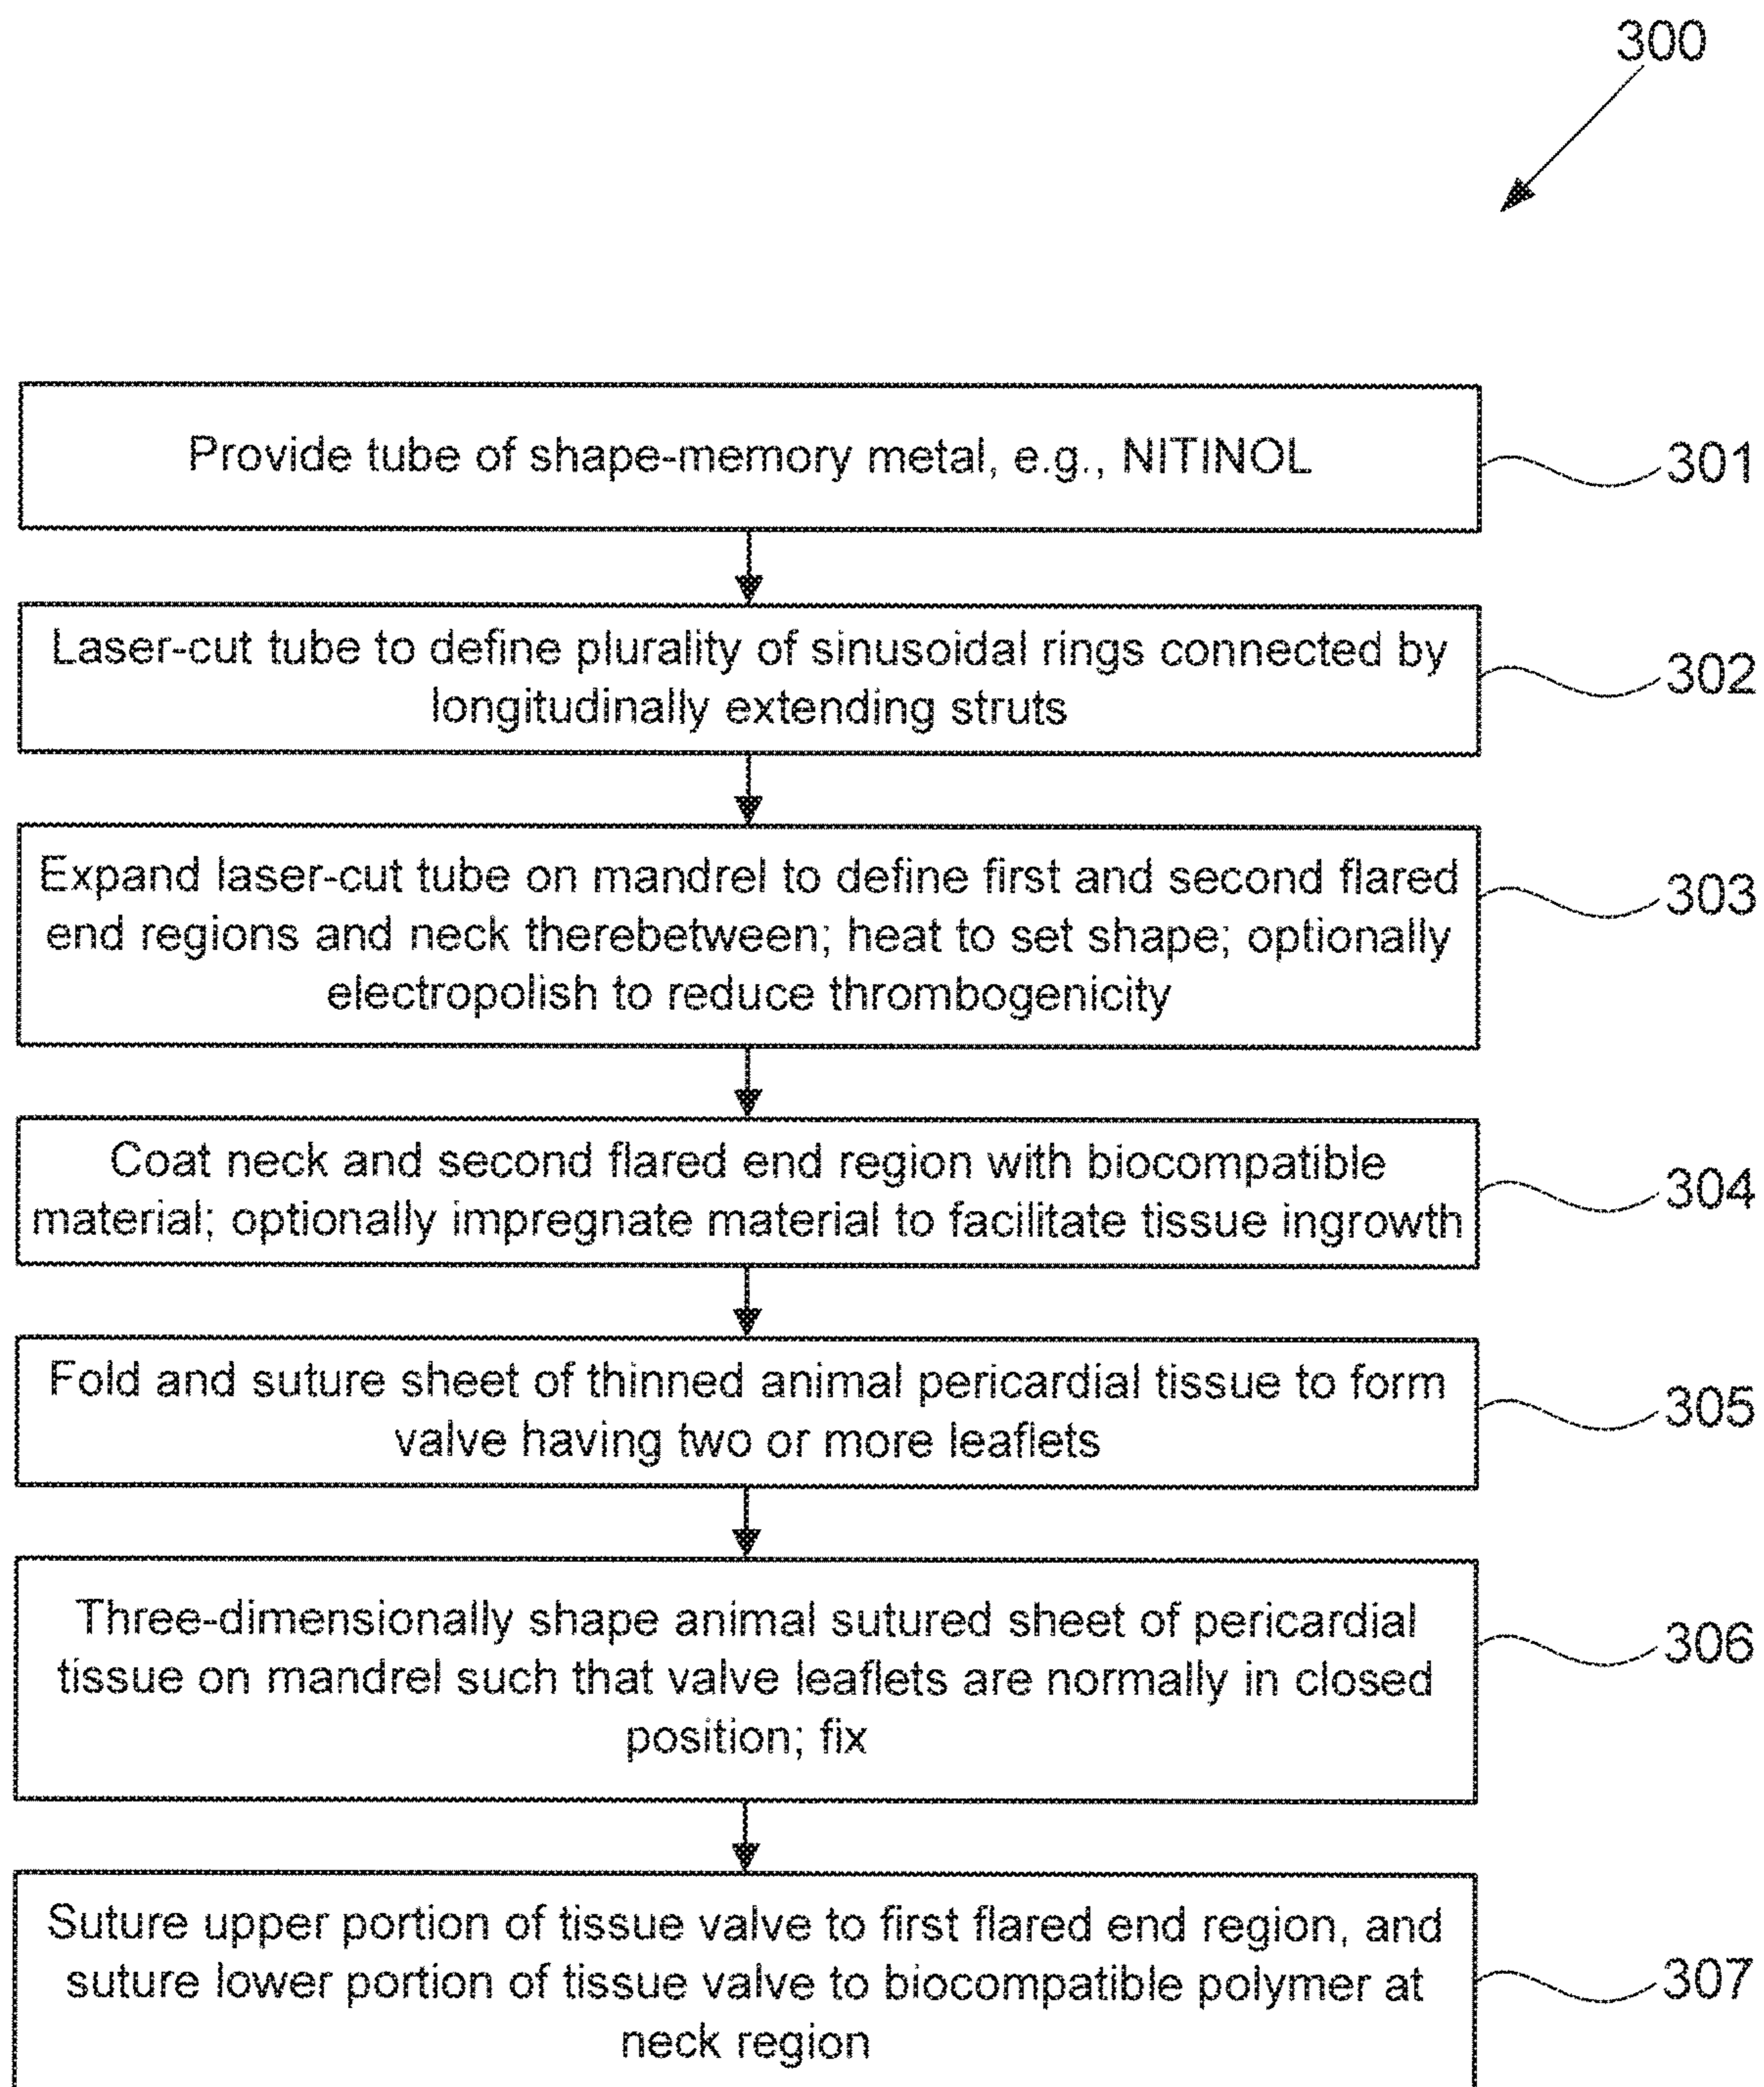 300
Provide tube of shape-memory metal, e.g., NITINOL
301
Laser-cut tube to define plurality of sinusoidal rings connected by
longitudinally extending struts
302
Expand laser-cut tube on mandrel to define first and second flared
end regions and neck therebetween; heat to set shape; optionally
electropolish to reduce thrombogenicity
303
Coat neck and second flared end region with biocompatible
material; optionally impregnate material to facilitate tissue ingrowth
304
Fold and suture sheet of thinned animal pericardial tissue to form
valve having two or more leaflets
305
Three-dimensionally shape animal sutured sheet of pericardial
tissue on mandrel such that valve leaflets are normally in closed
position; fix
306
Suture upper portion of tissue valve to first flared end region, and
suture lower portion of tissue valve to biocompatible polymer at
neck region
307